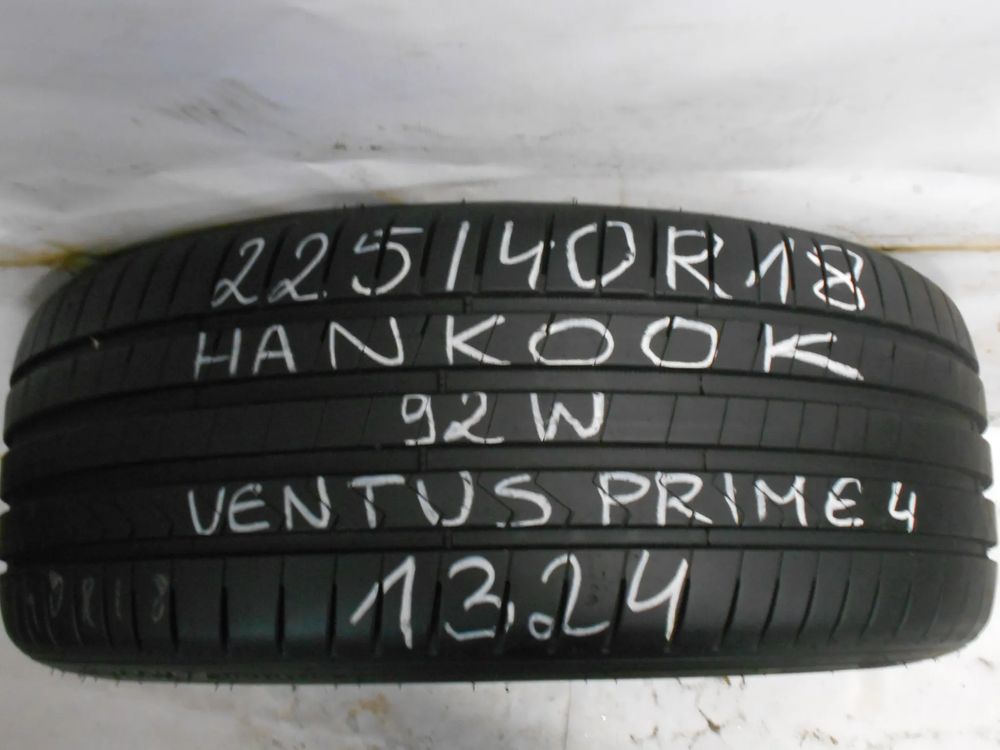 225/40R18
HANKOOK
92W
VENTUS PRIME 4
13.24